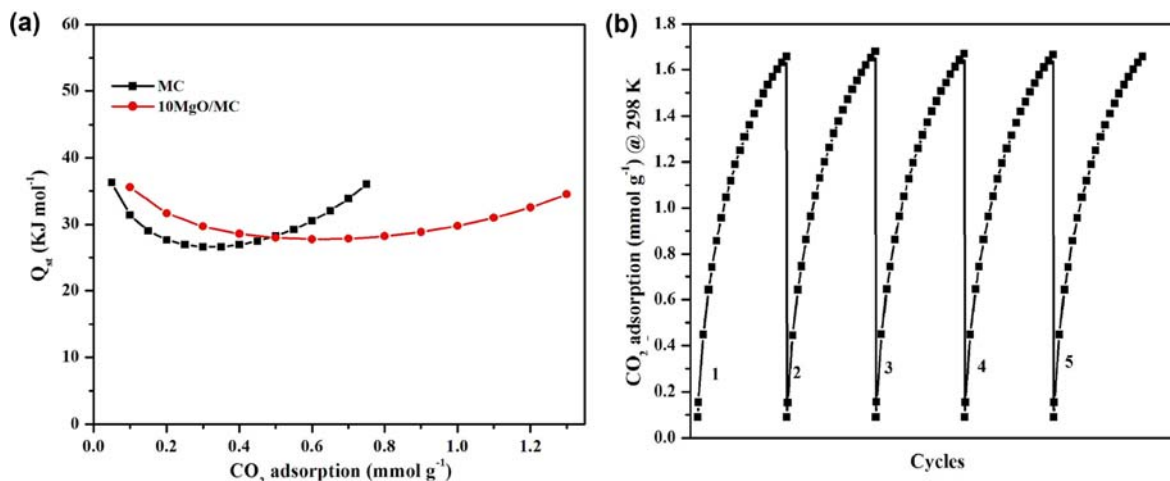 (a)
60
50
40
30
20
10
0
Qst (KJ mol-1)
MC
10MgO/MC
0.0 0.2 0.4 0.6 0.8 1.0 1.2
CO2 adsorption (mmol g-1)
(b)
1.8
1.6
1.4
1.2
1.0
0.8
0.6
0.4
0.2
0.0
CO2 adsorption (mmol g-1) @ 298 K
1 2 3 4 5
Cycles